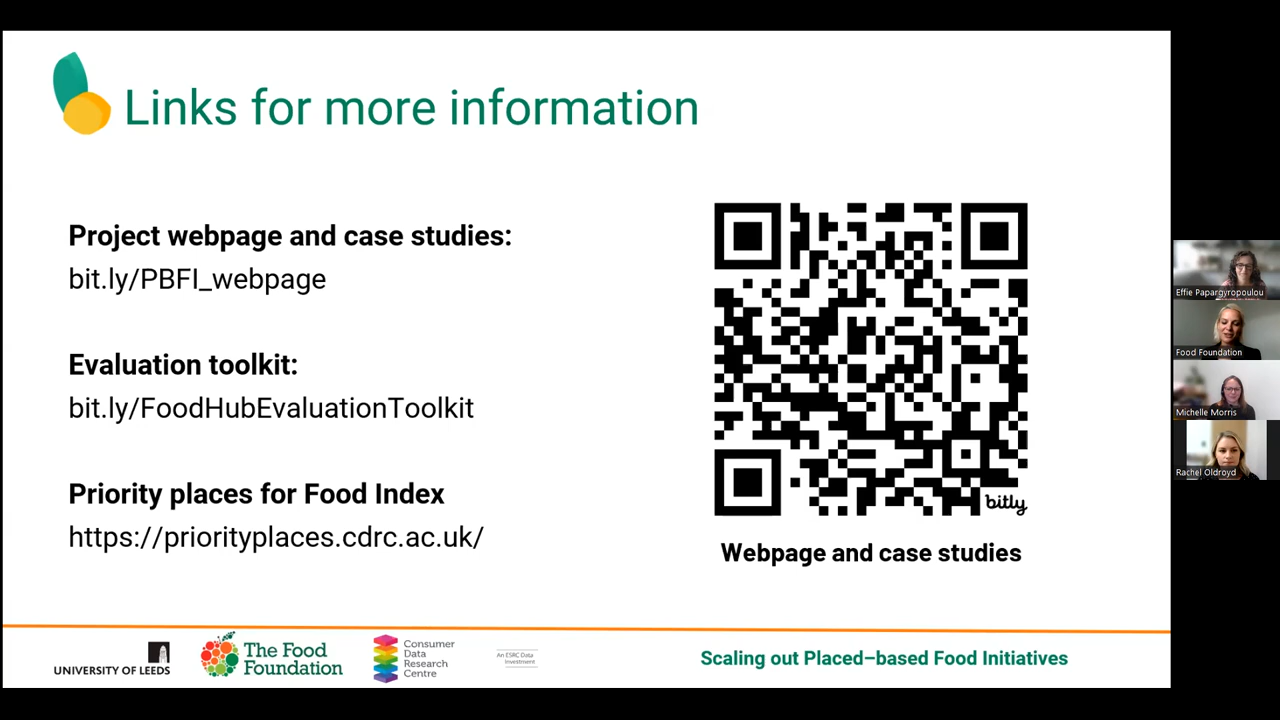 Links for more information
Project webpage and case studies:
bit.ly/PBFI_webpage
Evaluation toolkit:
bit.ly/FoodHubEvaluationToolkit
Priority places for Food Index
https://priorityplaces.cdrc.ac.uk/
bitly
Webpage and case studies
UNIVERSITY OF LEEDS
The Food
Foundation
Consumer
Data
Research
Centre
An ESRC Data
Investment
Scaling out Placed–based Food Initiatives
Effie Papargyropoulou
Food Foundation
Michelle Morris
Rachel Oldroyd